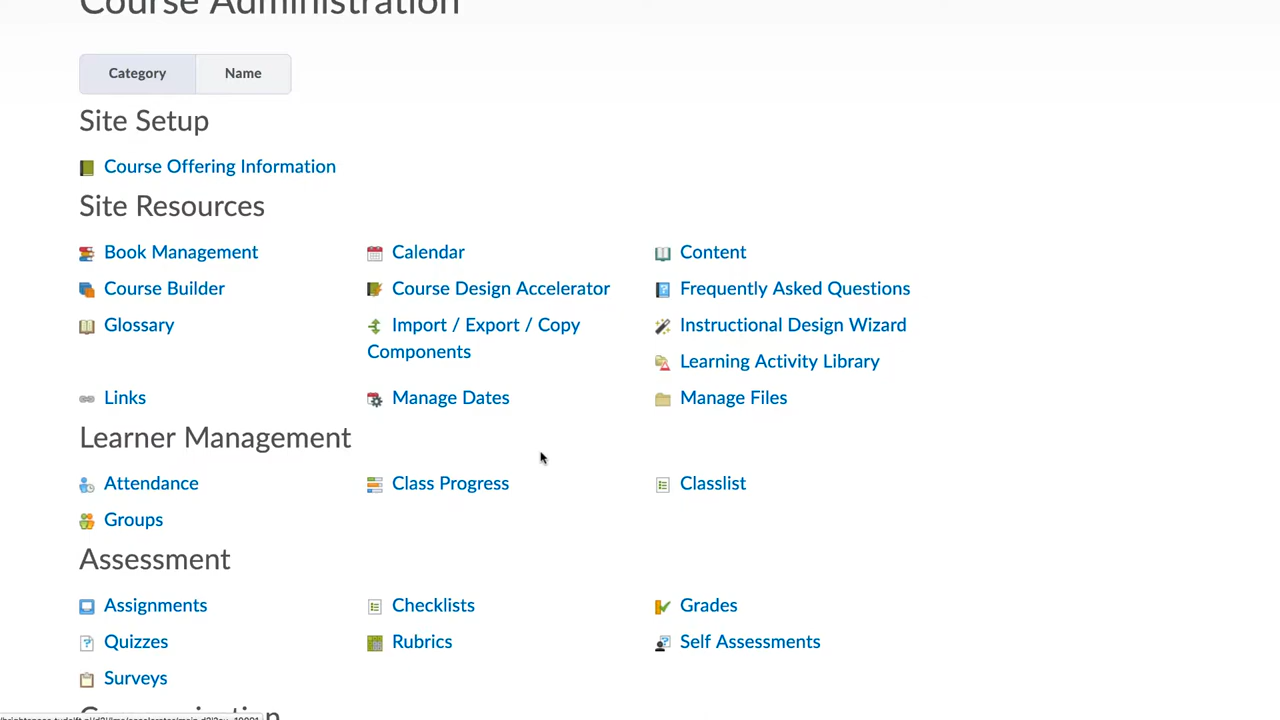 Course Administration
Category Name
Site Setup
Course Offering Information
Site Resources
Book Management Calendar Content
Course Builder Course Design Accelerator Frequently Asked Questions
Glossary Import / Export / Copy Components Instructional Design Wizard
Learning Activity Library
Links Manage Dates Manage Files
Learner Management
Attendance Class Progress Classlist
Groups
Assessment
Assignments Checklists Grades
Quizzes Rubrics Self Assessments
Surveys